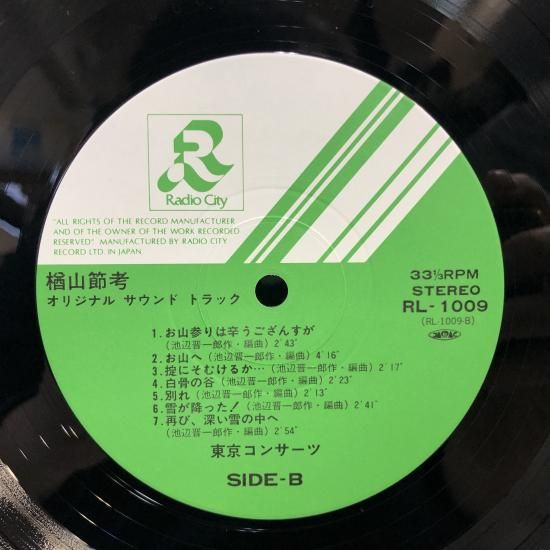 R
Radio City
"ALL RIGHTS OF THE RECORD MANUFACTURER
AND OF THE OWNER OF THE WORK RECORDED
RESERVED" MANUFACTURED BY RADIO CITY
RECORD LTD. IN JAPAN
楢山節考
オリジナル サウンド トラック
33⅓RPM
STEREO
RL-1009
(RL-1009-B)
1. お山参りは辛うござんすが
(池辺晋一郎作・編曲) 2'43"
2. お山へ (池辺晋一郎作・編曲) 4'16"
3. 掟にそむけるか… (池辺晋一郎作・編曲) 2'17"
4. 白骨の谷 (池辺晋一郎作・編曲) 2'23"
5. 別れ (池辺晋一郎作・編曲) 2'13"
6. 雪が降った! (池辺晋一郎作・編曲) 2'41"
7. 再び、深い雪の中へ
(池辺晋一郎作・編曲) 2'54"
東京コンサーツ
SIDE-B